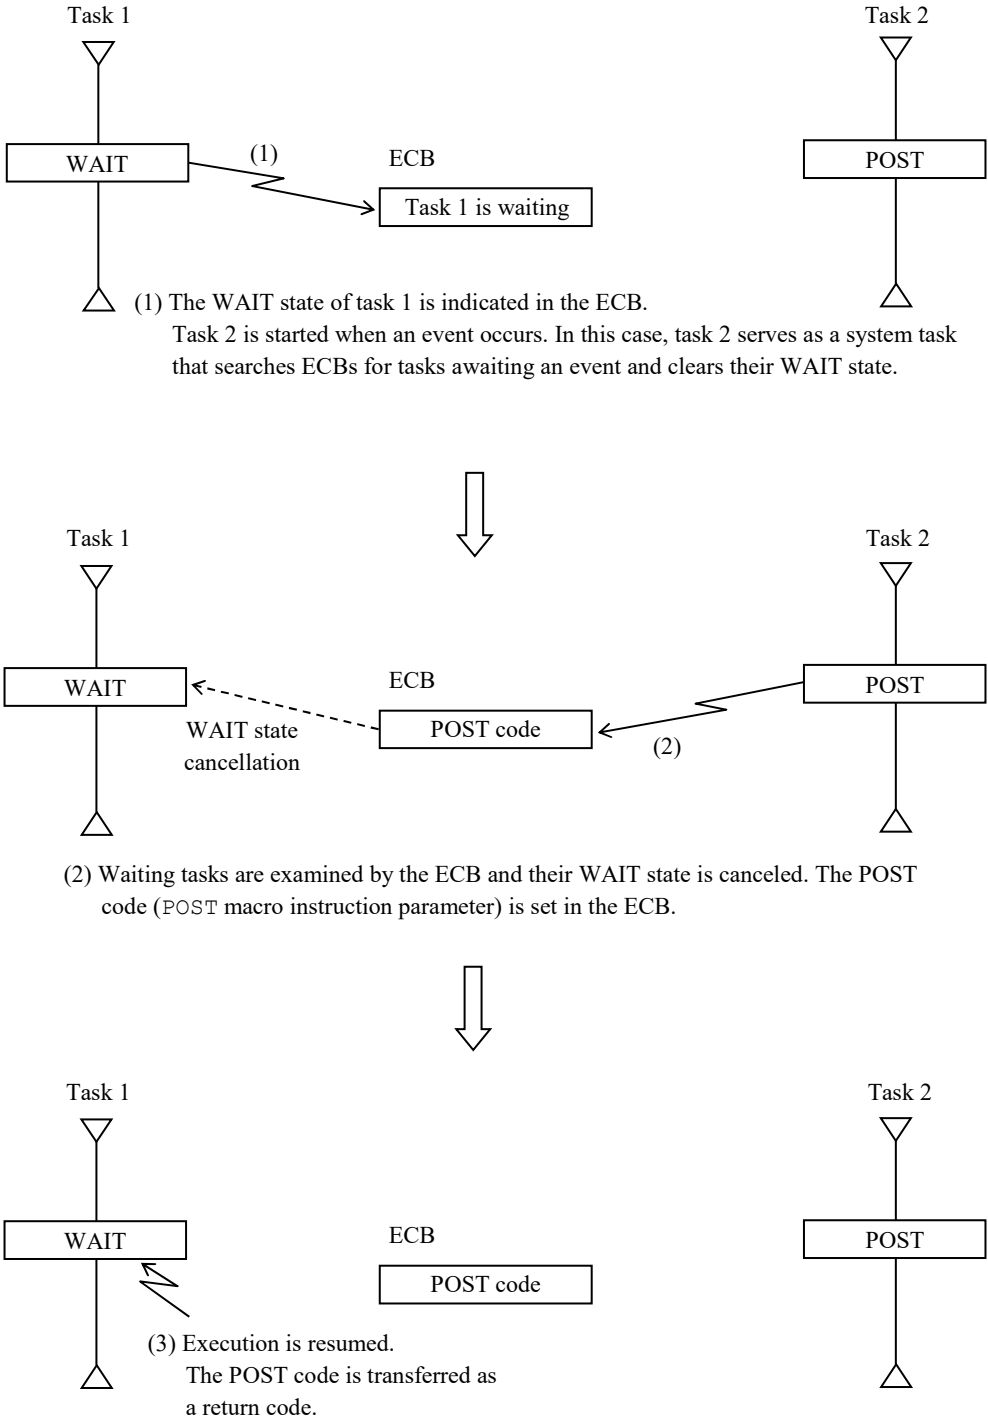 Task 1
Task 2
WAIT
(1)
ECB
POST
Task 1 is waiting
(1) The WAIT state of task 1 is indicated in the ECB.
Task 2 is started when an event occurs. In this case, task 2 serves as a system task
that searches ECBs for tasks awaiting an event and clears their WAIT state.
Task 1
Task 2
ECB
WAIT
POST
WAIT state
cancellation
POST code
(2)
(2) Waiting tasks are examined by the ECB and their WAIT state is canceled. The POST
code (POST macro instruction parameter) is set in the ECB.
Task 1
Task 2
WAIT
ECB
POST
POST code
(3) Execution is resumed.
The POST code is transferred as
a return code.